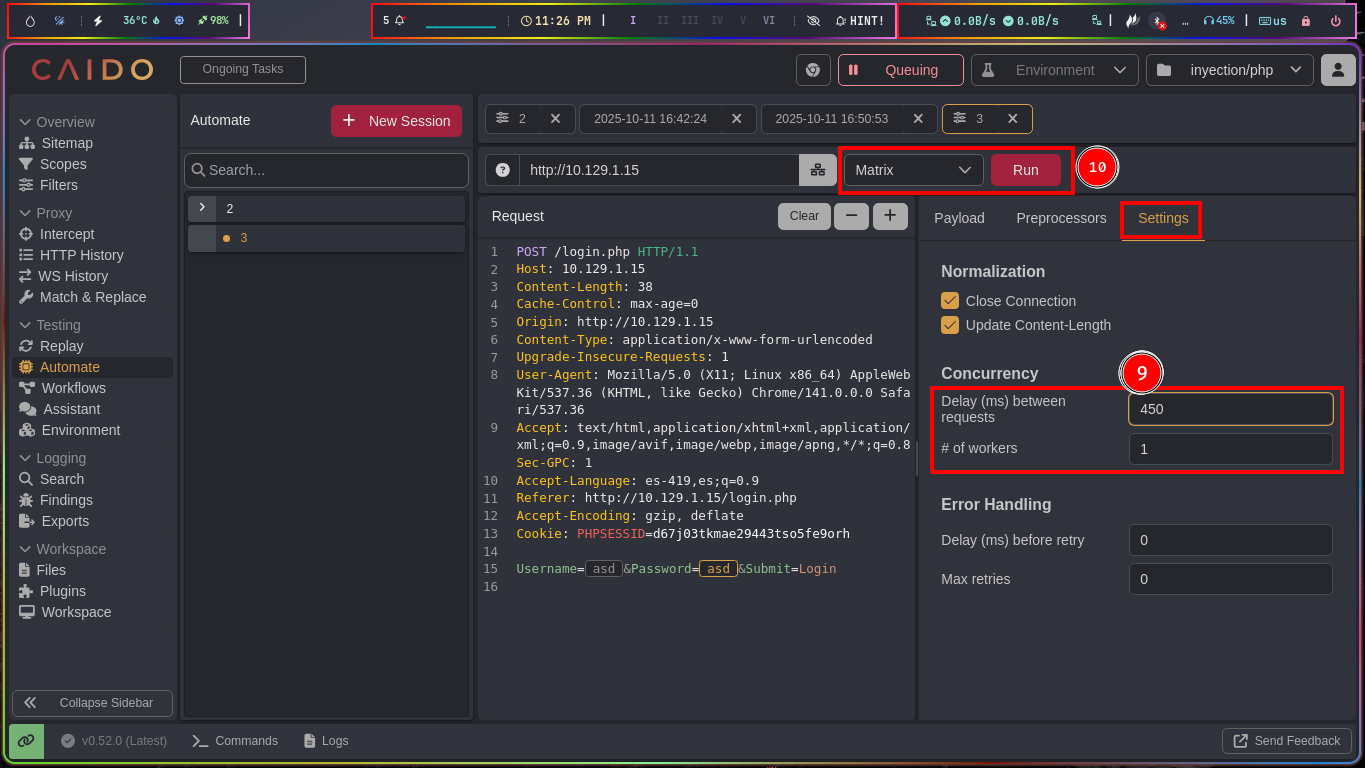 36°C
98%
5
11:26 PM
I II III IV V VI
HINT!
0.0B/s 0.0B/s
...
45%
us
CAIDO
Ongoing Tasks
Queuing
Environment
inyection/php
Overview
Sitemap
Scopes
Filters
Proxy
Intercept
HTTP History
WS History
Match & Replace
Testing
Replay
Automate
Workflows
Assistant
Environment
Logging
Search
Findings
Exports
Workspace
Files
Plugins
Workspace
Collapse Sidebar
Automate
+ New Session
Search...
2
3
2
2025-10-11 16:42:24
2025-10-11 16:50:53
3
? http://10.129.1.15
Matrix
Run
10
Request
Clear
1 POST /login.php HTTP/1.1
2 Host: 10.129.1.15
3 Content-Length: 38
4 Cache-Control: max-age=0
5 Origin: http://10.129.1.15
6 Content-Type: application/x-www-form-urlencoded
7 Upgrade-Insecure-Requests: 1
8 User-Agent: Mozilla/5.0 (X11; Linux x86_64) AppleWeb
Kit/537.36 (KHTML, like Gecko) Chrome/141.0.0.0 Safa
ri/537.36
9 Accept: text/html,application/xhtml+xml,application/
xml;q=0.9,image/avif,image/webp,image/apng,*/*;q=0.8
Sec-GPC: 1
10 Accept-Language: es-419,es;q=0.9
11 Referer: http://10.129.1.15/login.php
12 Accept-Encoding: gzip, deflate
13 Cookie: PHPSESSID=d67j03tkmae29443tso5fe9orh
14
15 Username=asd&Password=asd&Submit=Login
16
Payload
Preprocessors
Settings
Normalization
Close Connection
Update Content-Length
Concurrency
9
Delay (ms) between
requests
450
# of workers
1
Error Handling
Delay (ms) before retry
0
Max retries
0
v0.52.0 (Latest)
Commands
Logs
Send Feedback